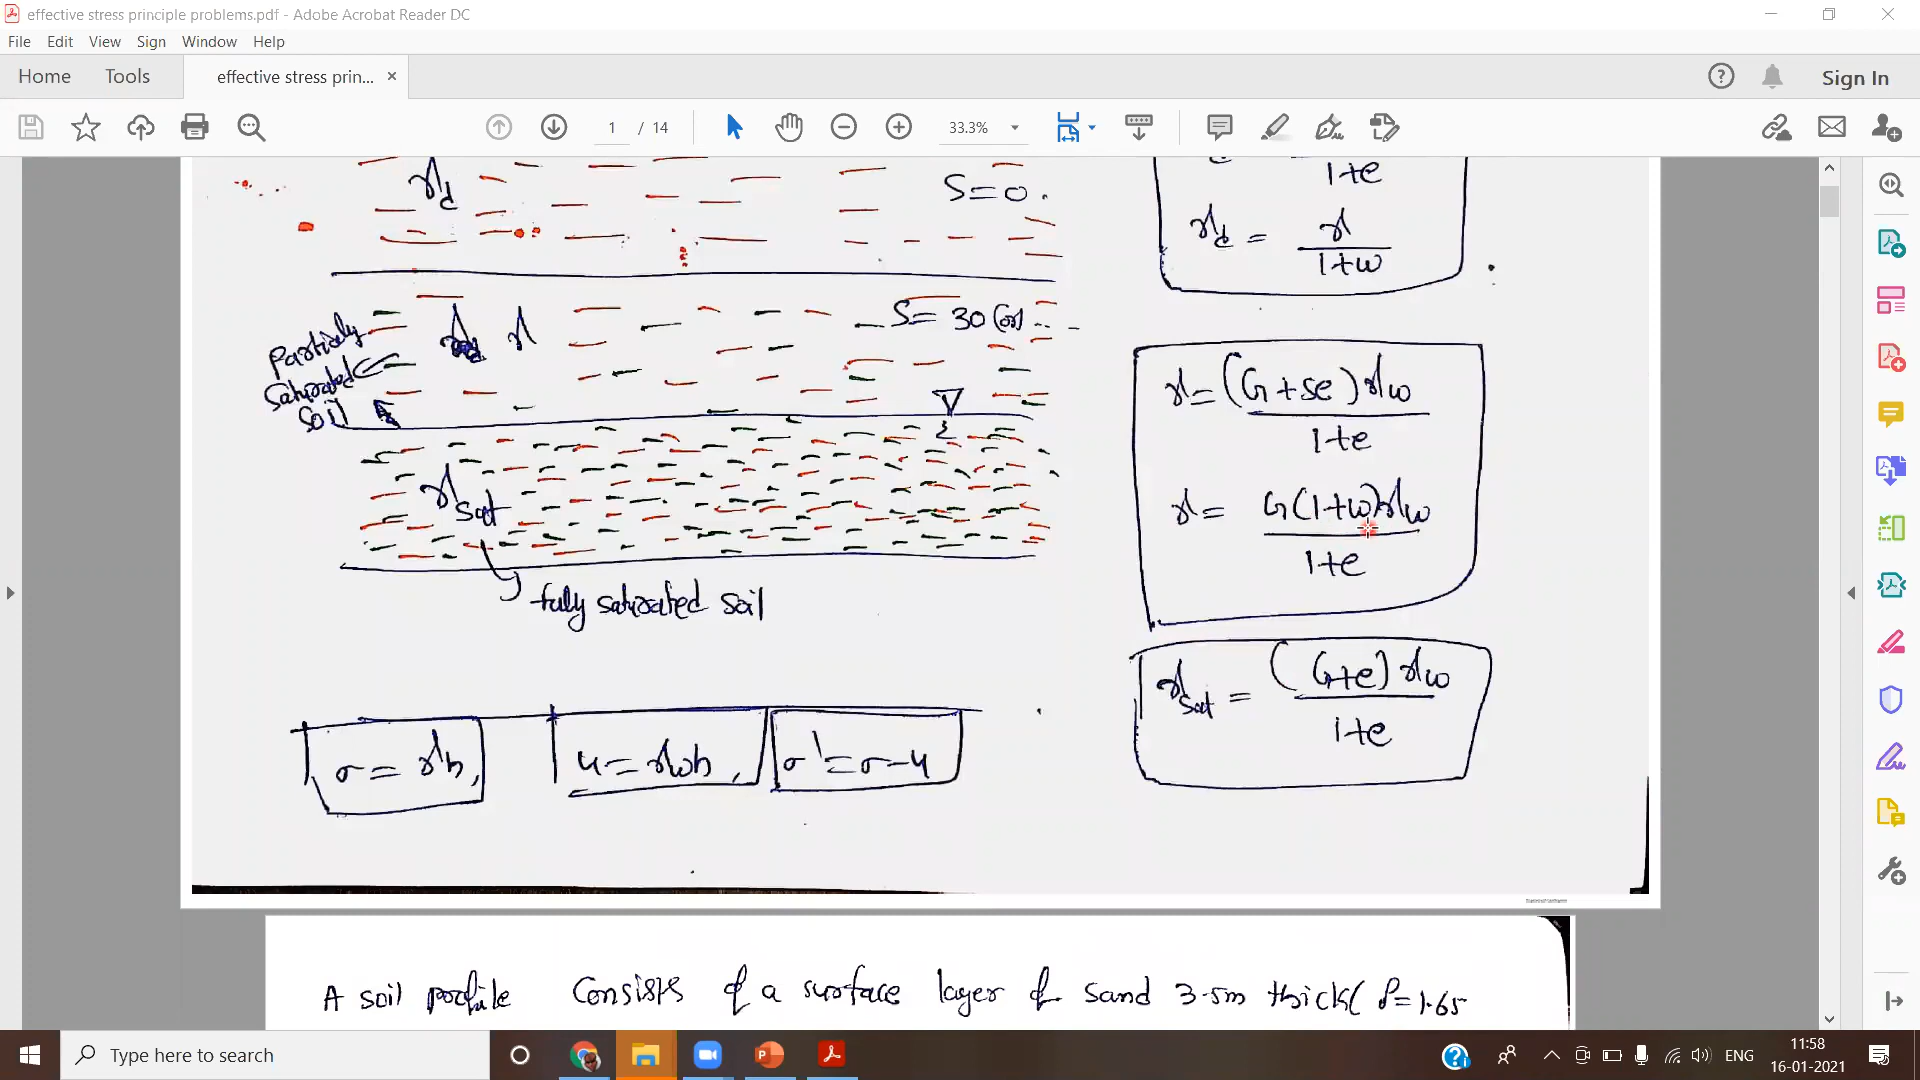 effective stress principle problems.pdf - Adobe Acrobat Reader DC
File Edit View Sign Window Help
Home Tools effective stress prin... × Sign In
1 / 14 33.3%
γd S=0
1+e
γd = γ
1+w
partially
saturated
soil
γ S= 30 (or) --
γ = (G+se)γw
1+e
γ = G(1+w)γw
1+e
γsat
fully saturated soil
γsat = (G+e)γw
1+e
σ = γh, u = γwh, σ' = σ-u
A soil profile Consists of a surface layer of Sand 3.5m thick( ρ=1.65
Type here to search
ENG
11:58
16-01-2021